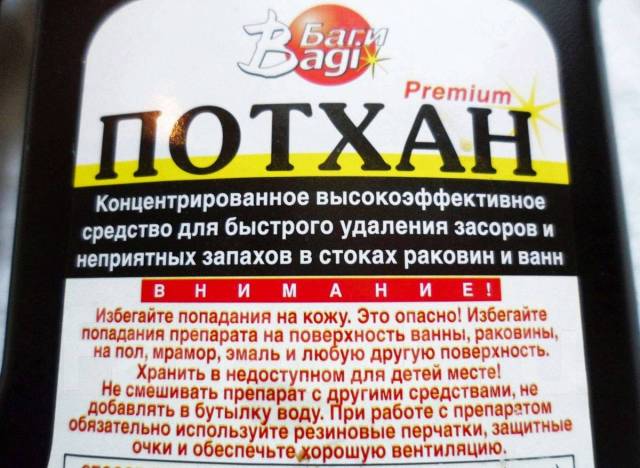 Баги
Bagi
Premium
ПОТХАН
Концентрированное высокоэффективное
средство для быстрого удаления засоров и
неприятных запахов в стоках раковин и ванн
ВНИМАНИЕ!
Избегайте попадания на кожу. Это опасно! Избегайте
попадания препарата на поверхность ванны, раковины,
на пол, мрамор, эмаль и любую другую поверхность.
Хранить в недоступном для детей месте!
Не смешивать препарат с другими средствами, не
добавлять в бутылку воду. При работе с препаратом
обязательно используйте резиновые перчатки, защитные
очки и обеспечьте хорошую вентиляцию.